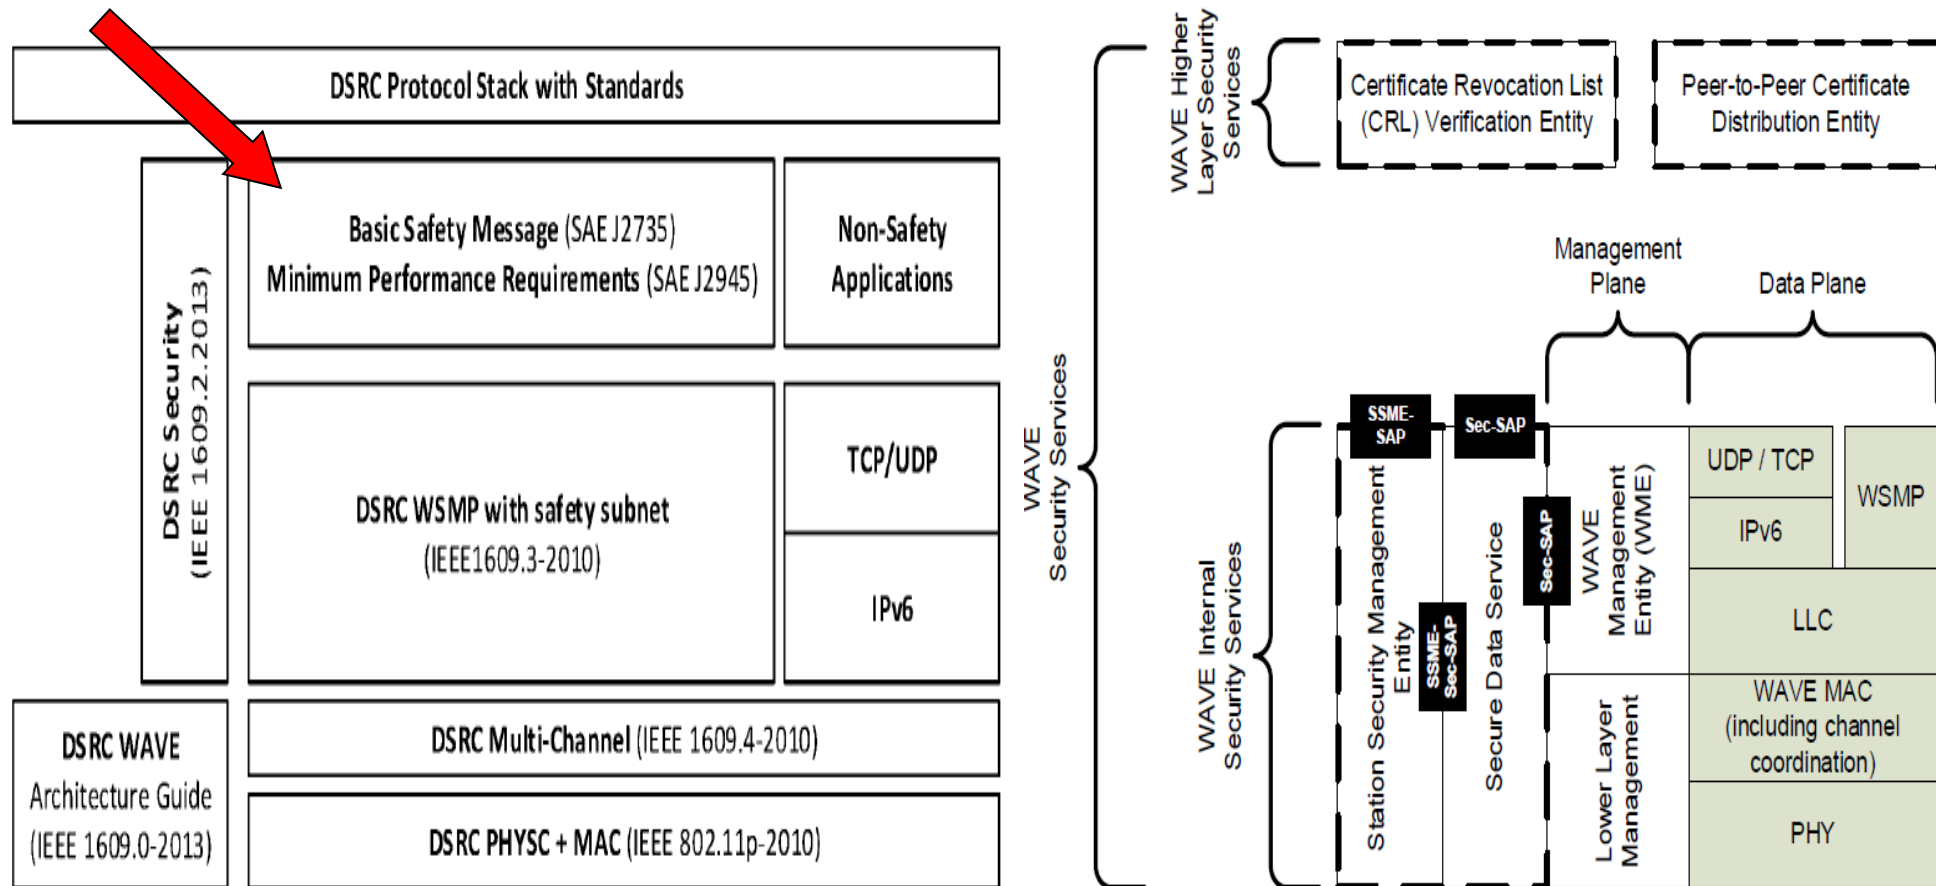 DSRC Protocol Stack with Standards
DSRC Security
(IEEE 1609.2.2013)
Basic Safety Message (SAE J2735)
Minimum Performance Requirements (SAE J2945)
Non-Safety
Applications
DSRC WSMP with safety subnet
(IEEE1609.3-2010)
TCP/UDP
IPv6
DSRC WAVE
Architecture Guide
(IEEE 1609.0-2013)
DSRC Multi-Channel (IEEE 1609.4-2010)
DSRC PHYSC + MAC (IEEE 802.11p-2010)
WAVE
Security Services
WAVE Higher
Layer Security
Services
Certificate Revocation List
(CRL) Verification Entity
Peer-to-Peer Certificate
Distribution Entity
Management
Plane
Data Plane
WAVE Internal
Security Services
SSME-
SAP
Sec-SAP
Station Security Management
Entity
SSME-
Sec-SAP
Secure Data Service
Sec-SAP
WAVE
Management
Entity (WME)
Lower Layer
Management
UDP / TCP
IPv6
WSMP
LLC
WAVE MAC
(including channel
coordination)
PHY